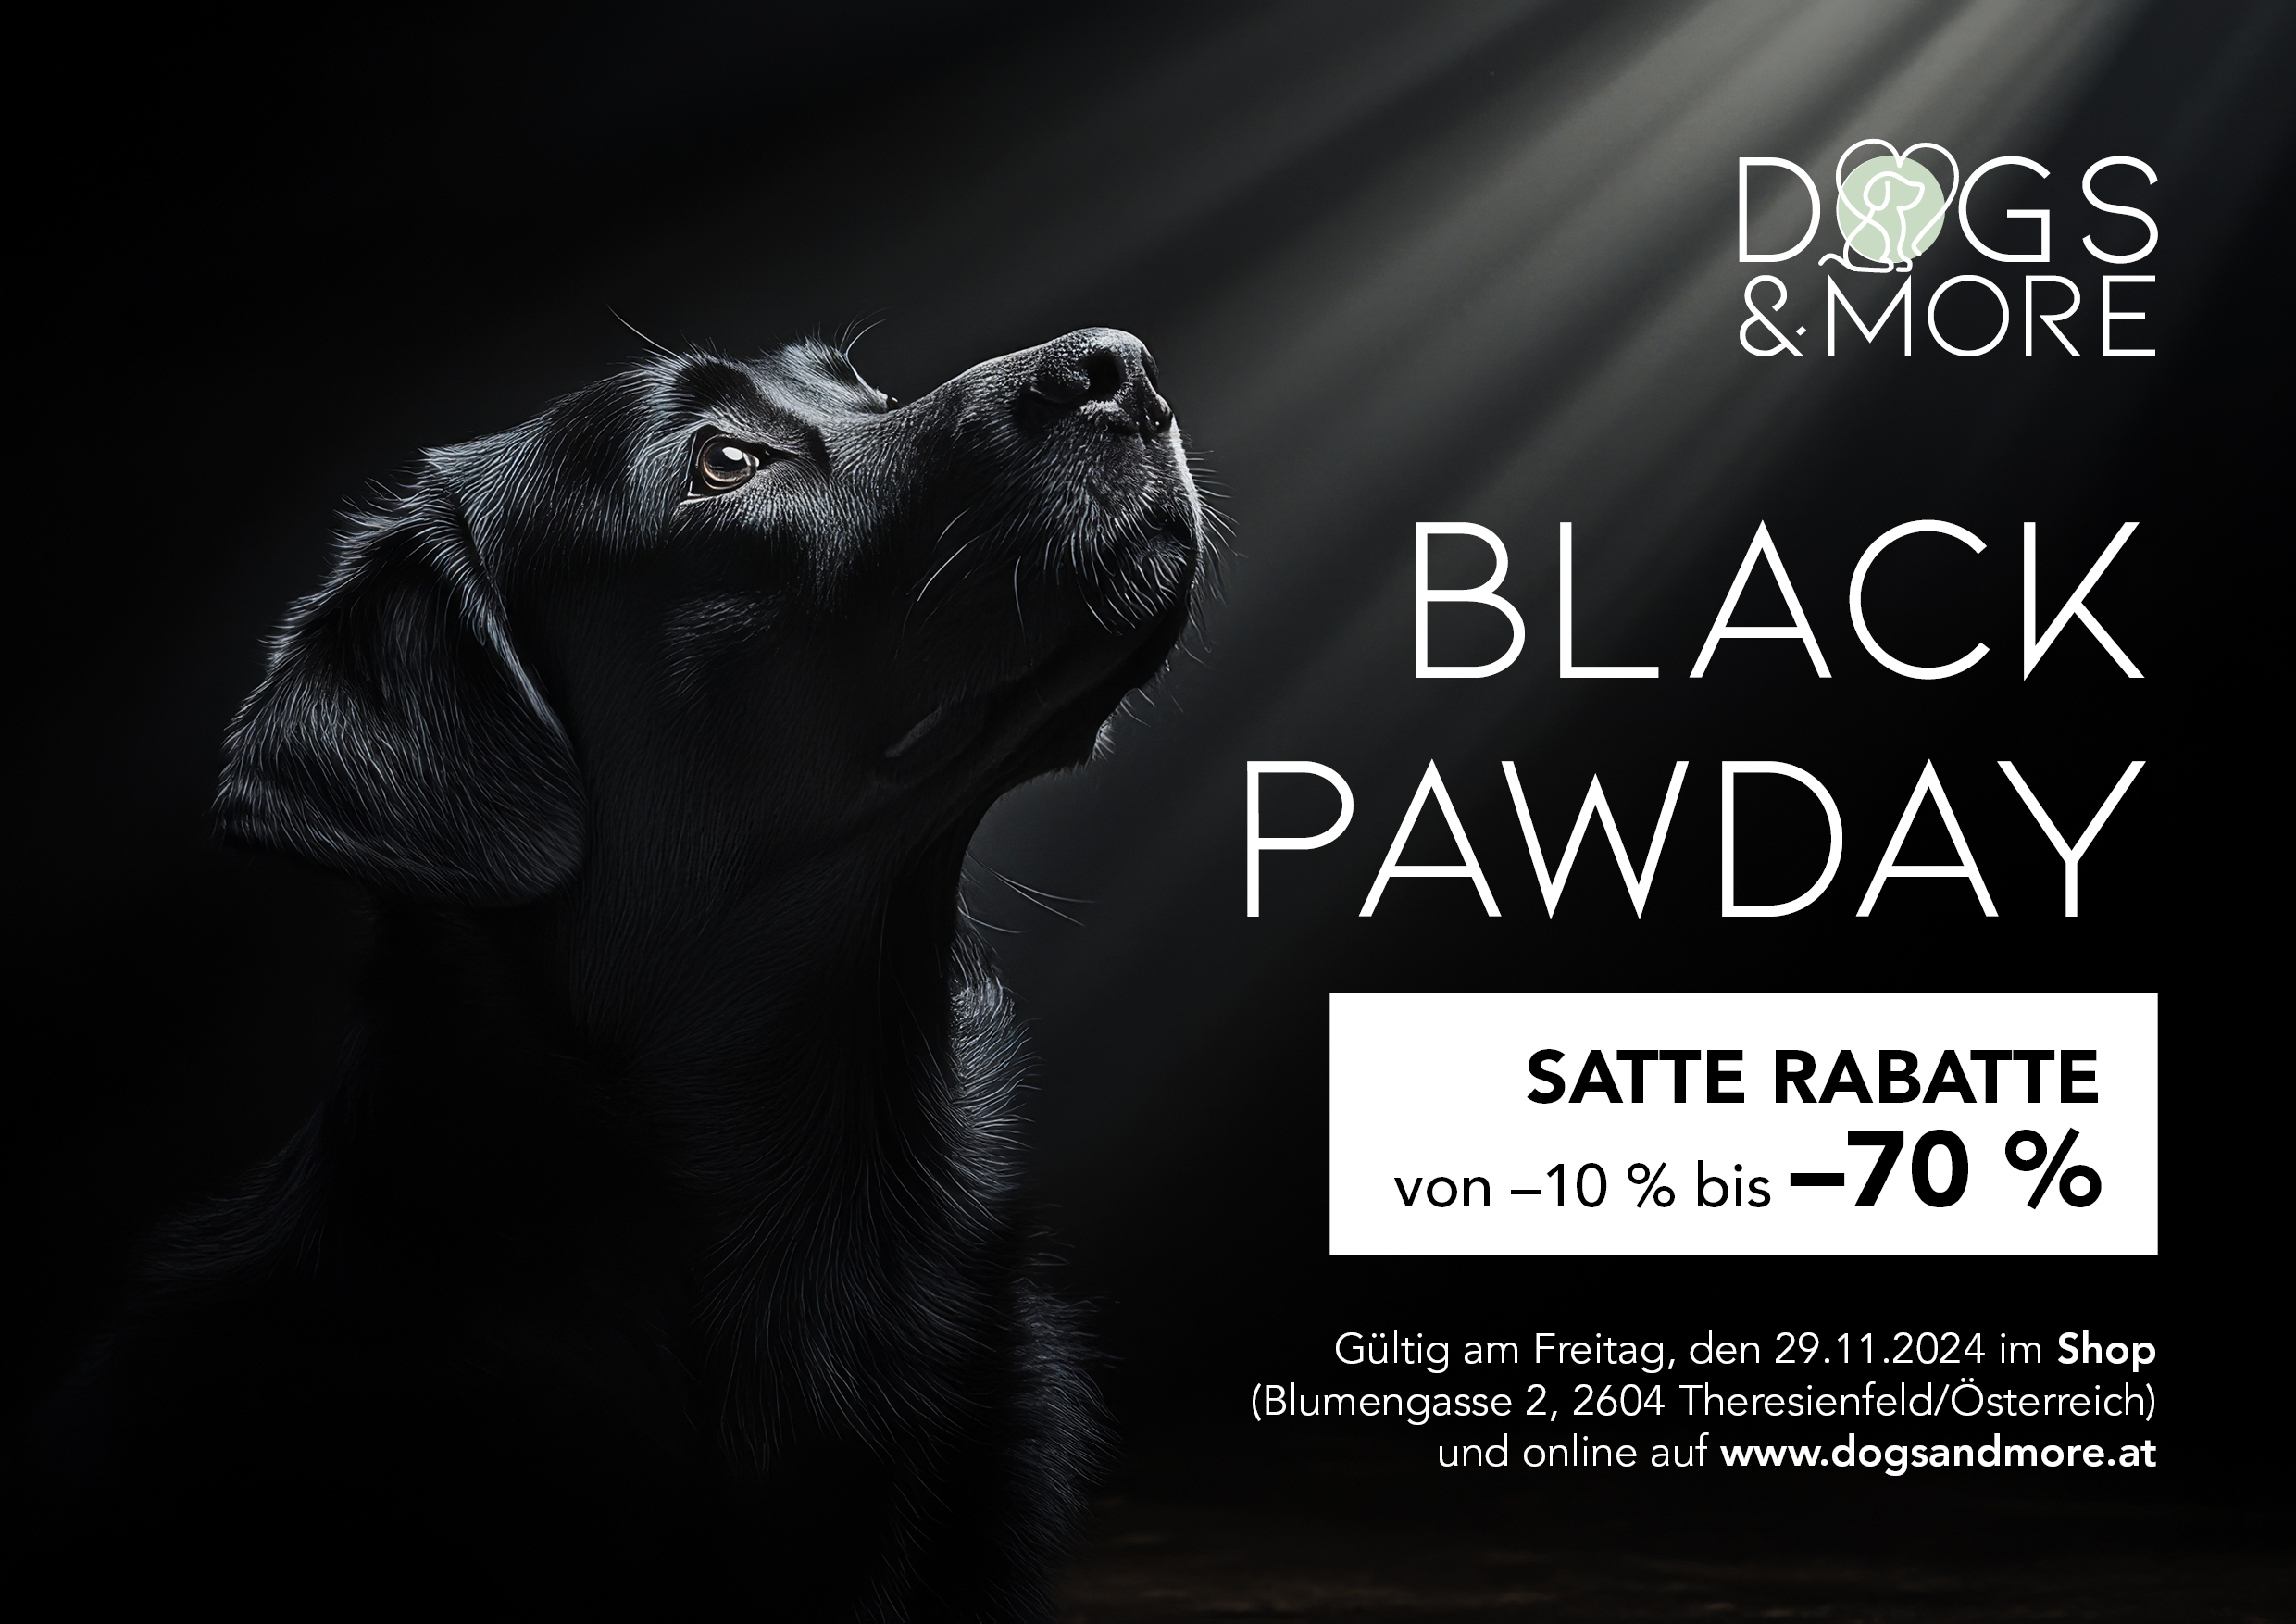 DOGS
& MORE
BLACK
PAWDAY
SATTE RABATTE
von –10 % bis –70 %
Gültig am Freitag, den 29.11.2024 im Shop
(Blumengasse 2, 2604 Theresienfeld/Österreich)
und online auf www.dogsandmore.at